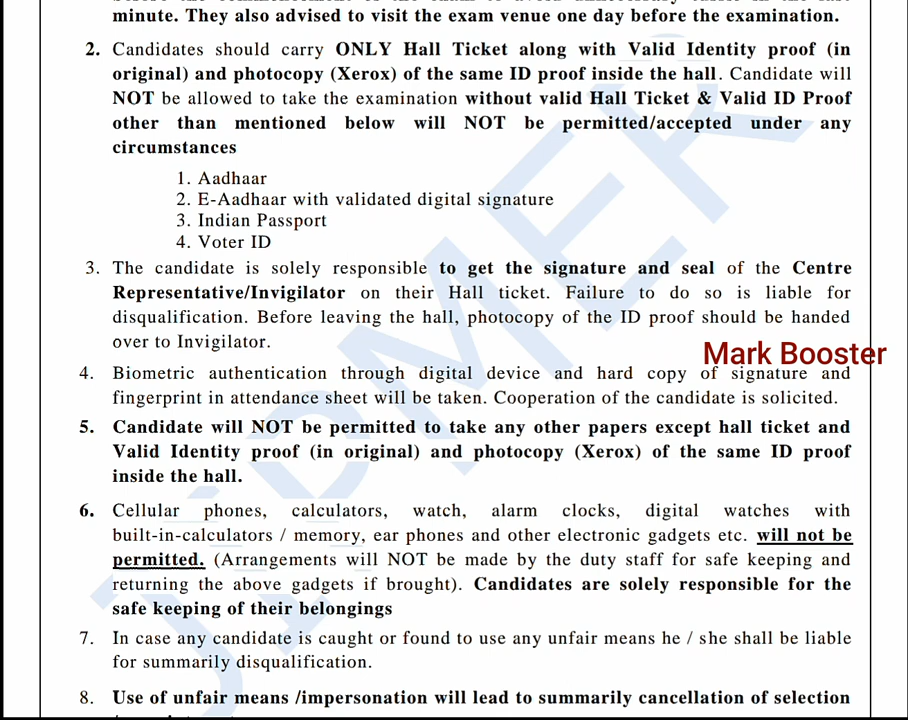 minute. They also advised to visit the exam venue one day before the examination.
2. Candidates should carry ONLY Hall Ticket along with Valid Identity proof (in
original) and photocopy (Xerox) of the same ID proof inside the hall. Candidate will
NOT be allowed to take the examination without valid Hall Ticket & Valid ID Proof
other than mentioned below will NOT be permitted/accepted under any
circumstances
1. Aadhaar
2. E-Aadhaar with validated digital signature
3. Indian Passport
4. Voter ID
3. The candidate is solely responsible to get the signature and seal of the Centre
Representative/Invigilator on their Hall ticket. Failure to do so is liable for
disqualification. Before leaving the hall, photocopy of the ID proof should be handed
over to Invigilator.
Mark Booster
4. Biometric authentication through digital device and hard copy of signature and
fingerprint in attendance sheet will be taken. Cooperation of the candidate is solicited.
5. Candidate will NOT be permitted to take any other papers except hall ticket and
Valid Identity proof (in original) and photocopy (Xerox) of the same ID proof
inside the hall.
6. Cellular phones, calculators, watch, alarm clocks, digital watches with
built-in-calculators / memory, ear phones and other electronic gadgets etc. will not be
permitted. (Arrangements will NOT be made by the duty staff for safe keeping and
returning the above gadgets if brought). Candidates are solely responsible for the
safe keeping of their belongings
7. In case any candidate is caught or found to use any unfair means he / she shall be liable
for summarily disqualification.
8. Use of unfair means /impersonation will lead to summarily cancellation of selection
JIPMER